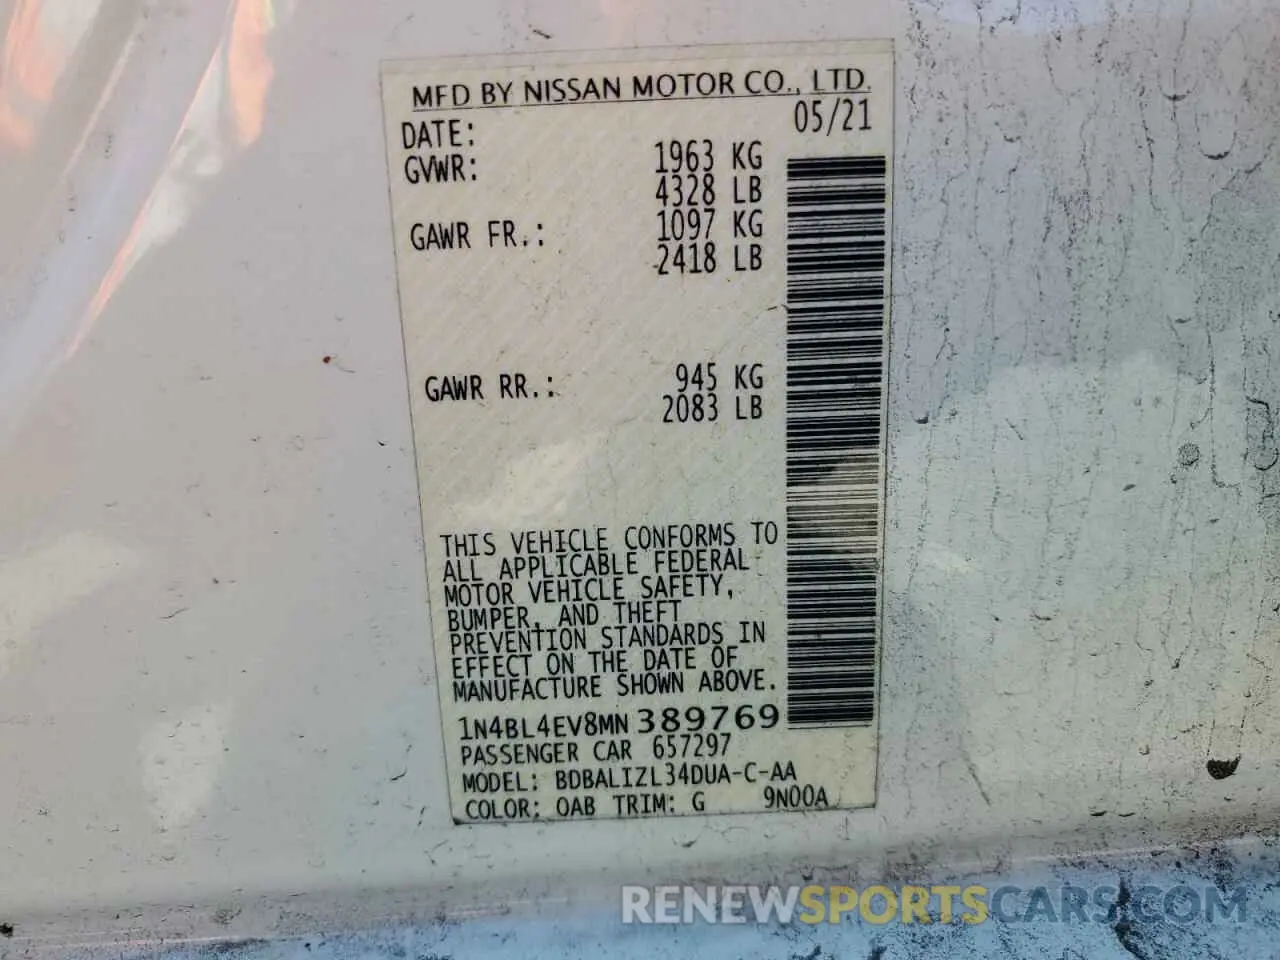 MFD BY NISSAN MOTOR CO., LTD.
DATE: 05/21
GVWR: 1963 KG
4328 LB
GAWR FR.: 1097 KG
2418 LB
GAWR RR.: 945 KG
2083 LB
THIS VEHICLE CONFORMS TO
ALL APPLICABLE FEDERAL
MOTOR VEHICLE SAFETY,
BUMPER, AND THEFT
PREVENTION STANDARDS IN
EFFECT ON THE DATE OF
MANUFACTURE SHOWN ABOVE.
1N4BL4EV8MN389769
PASSENGER CAR 657297
MODEL: BDBALIZL34DUA-C-AA
COLOR: QAB TRIM: G 9N00A
RENEWSPORTSCARS.COM